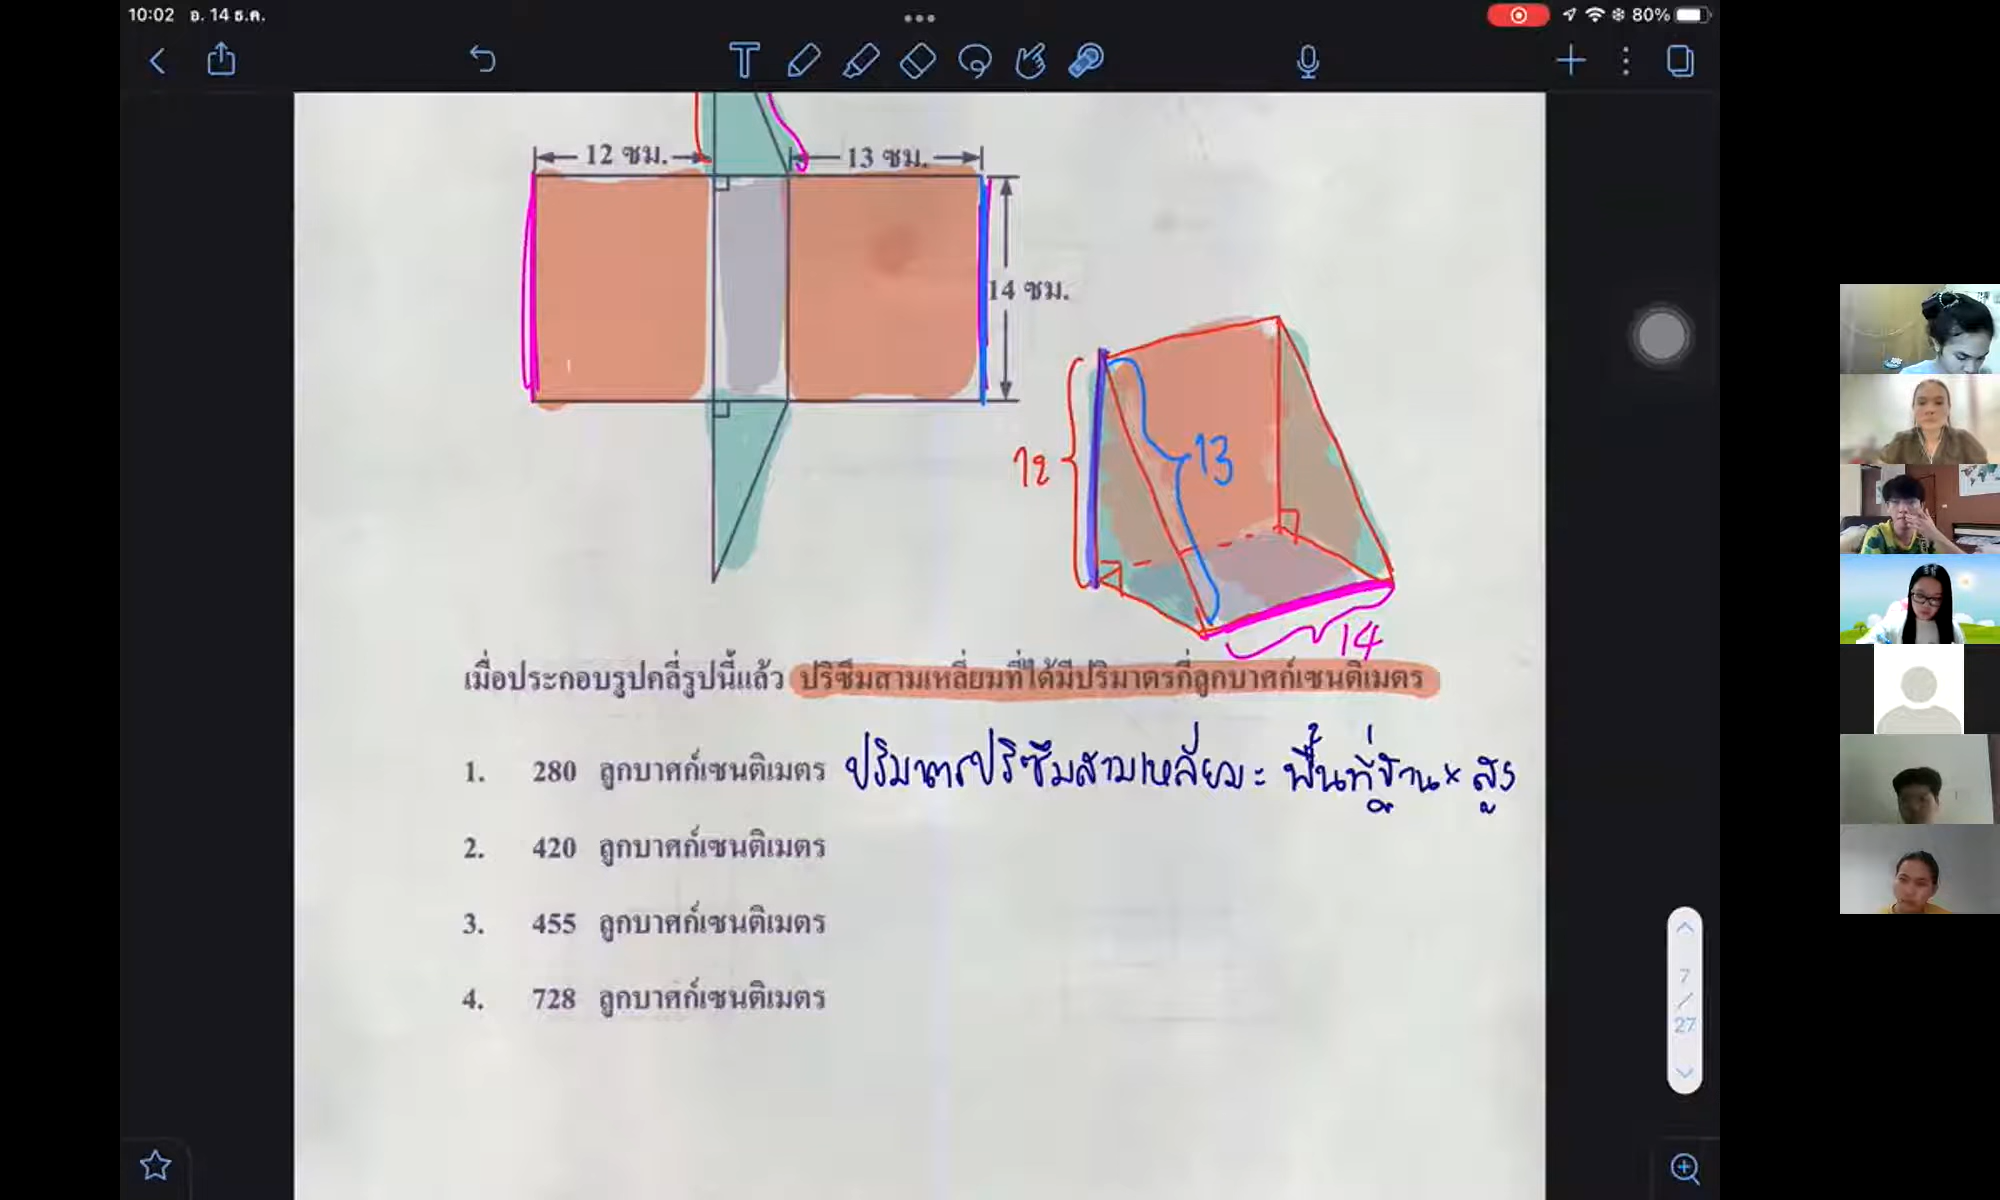 10:02 อ. 14 ธ.ค.
80%
12 ซม. 13 ซม.
14 ซม.
12
13
14
เมื่อประกอบรูปคลี่รูปนี้แล้ว ปริซึมสามเหลี่ยมที่ได้มีปริมาตรกี่ลูกบาศก์เซนติเมตร
1. 280 ลูกบาศก์เซนติเมตร ปริมาตรปริซึมสามเหลี่ยม = พื้นที่ฐาน × สูง
2. 420 ลูกบาศก์เซนติเมตร
3. 455 ลูกบาศก์เซนติเมตร
4. 728 ลูกบาศก์เซนติเมตร
7
/
27